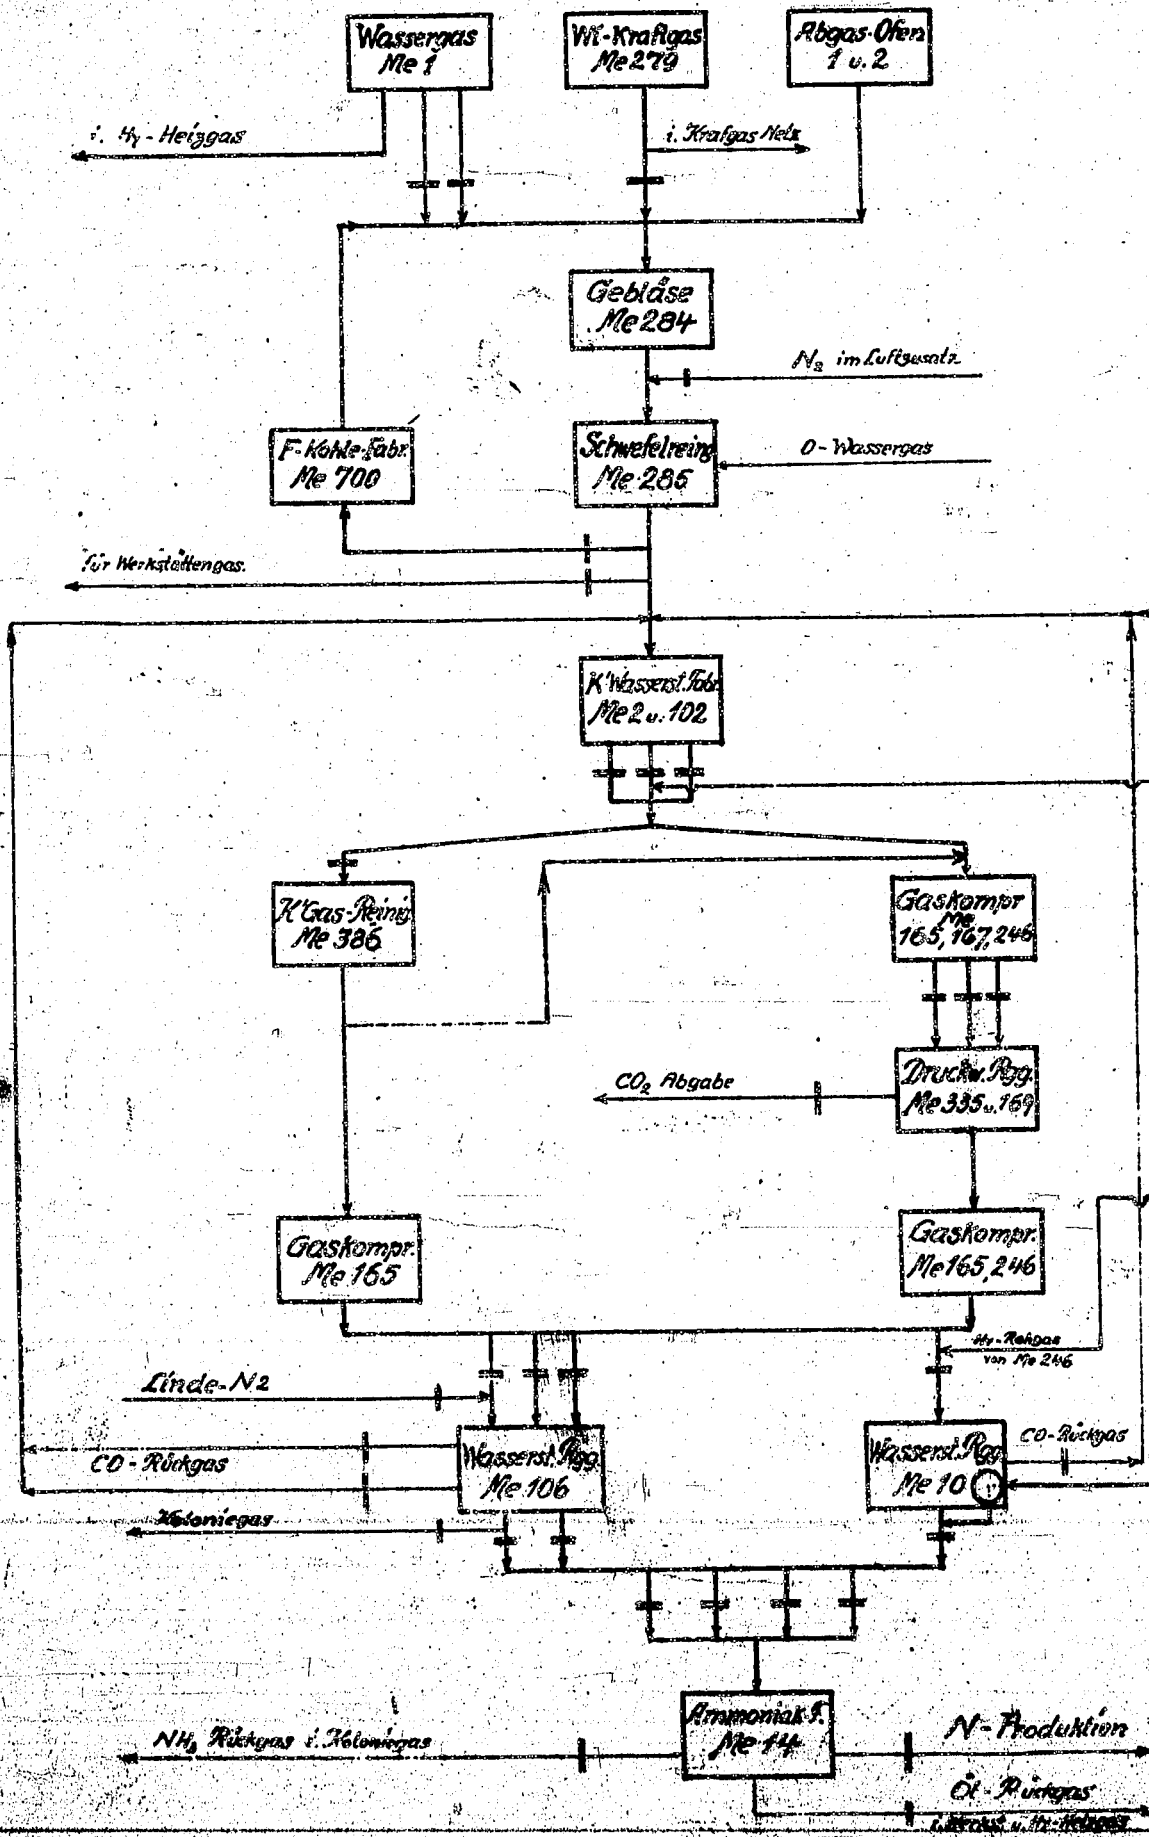 Wassergas
Me 1
Wi-Kraftgas
Me 279
Abgas-Ofen
1 u. 2
i. Hy-Heizgas
i. Krafgas Netz
Gebläse
Me 284
N2 im Luftgesatz
F-Kohle-Fabr.
Me 700
Schwefelreing
Me 285
O-Wassergas
für Werkstättengas.
K'Wasserst.Fabr.
Me 2 u. 102
K'Gas-Reinig
Me 386
Gaskompr
Me
165, 167, 246
CO2 Abgabe
Druckw. Rgg.
Me 335 u. 169
Gaskompr.
Me 165
Gaskompr.
Me 165, 246
Hy-Rohgas
von Me 246
Linde-N2
CO-Rückgas
Wasserst. Rgg
Me 106
Wasserst. Rgg
Me 10
CO-Rückgas
Koloniegas
Ammoniak-F.
Me 14
NH3 Rückgas i. Koloniegas
N-Produktion
Öl-Rückgas